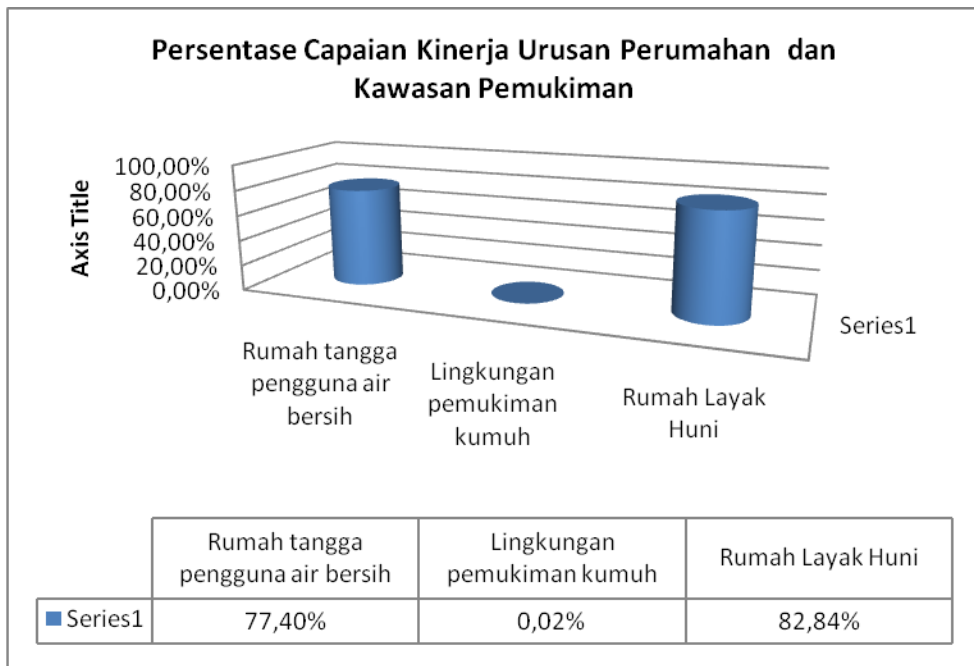 Persentase Capaian Kinerja Urusan Perumahan dan
Kawasan Pemukiman
Axis Title
100,00%
80,00%
60,00%
40,00%
20,00%
0,00%
Rumah tangga
pengguna air
bersih
Lingkungan
pemukiman
kumuh
Rumah Layak
Huni
Series1
Rumah tangga
pengguna air bersih
Lingkungan
pemukiman kumuh
Rumah Layak Huni
Series1
77,40%
0,02%
82,84%